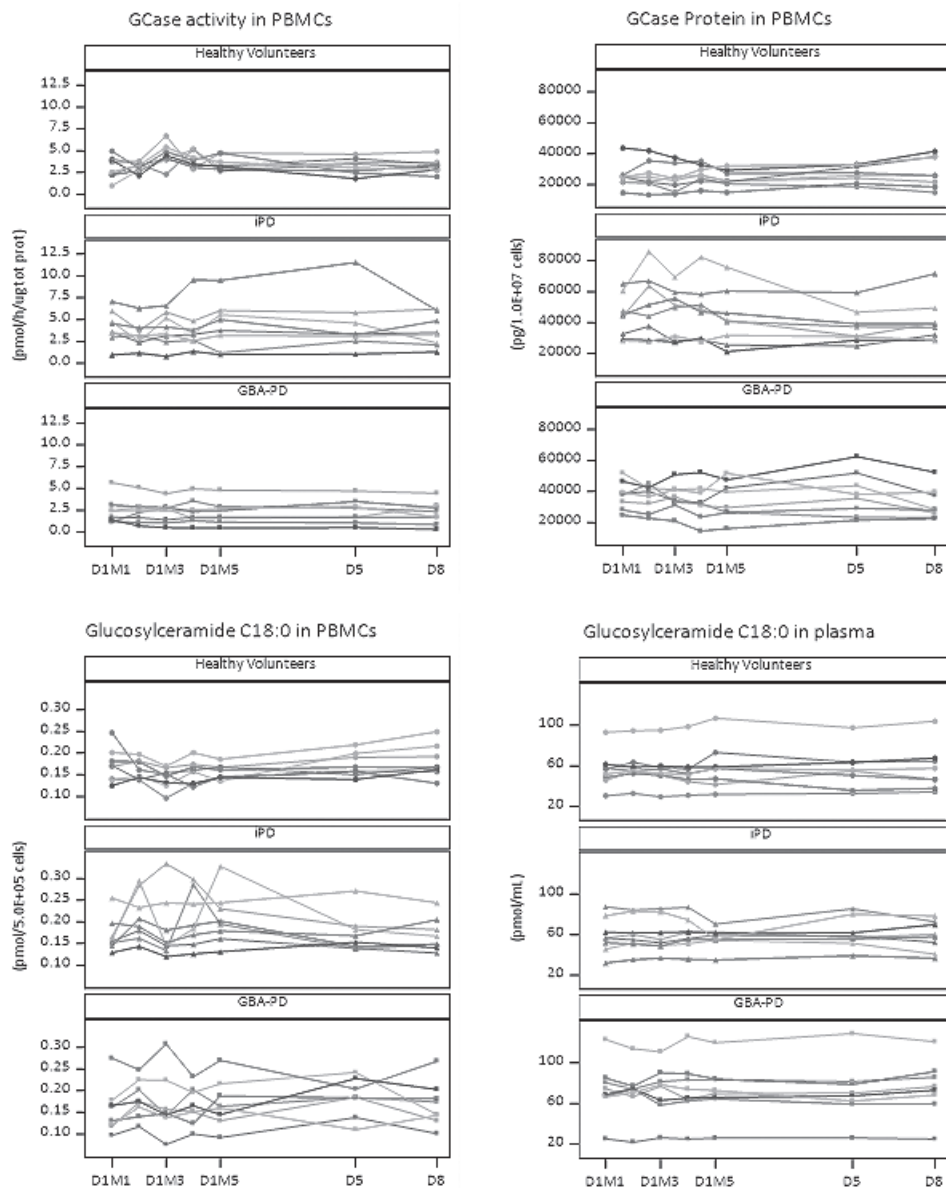 GCase activity in PBMCs
Healthy Volunteers
12.5
10.0
7.5
5.0
2.5
0.0
iPD
12.5
10.0
7.5
5.0
2.5
0.0
(pmol/h/ugtot prot)
GBA-PD
12.5
10.0
7.5
5.0
2.5
0.0
D1M1 D1M3 D1M5 D5 D8
GCase Protein in PBMCs
Healthy Volunteers
80000
60000
40000
20000
iPD
80000
60000
40000
20000
(pg/1.0E+07 cells)
GBA-PD
80000
60000
40000
20000
D1M1 D1M3 D1M5 D5 D8
Glucosylceramide C18:0 in PBMCs
Healthy Volunteers
0.30
0.25
0.20
0.15
0.10
iPD
0.30
0.25
0.20
0.15
0.10
(pmol/5.0E+05 cells)
GBA-PD
0.30
0.25
0.20
0.15
0.10
D1M1 D1M3 D1M5 D5 D8
Glucosylceramide C18:0 in plasma
Healthy Volunteers
100
60
20
iPD
100
60
20
(pmol/mL)
GBA-PD
100
60
20
D1M1 D1M3 D1M5 D5 D8